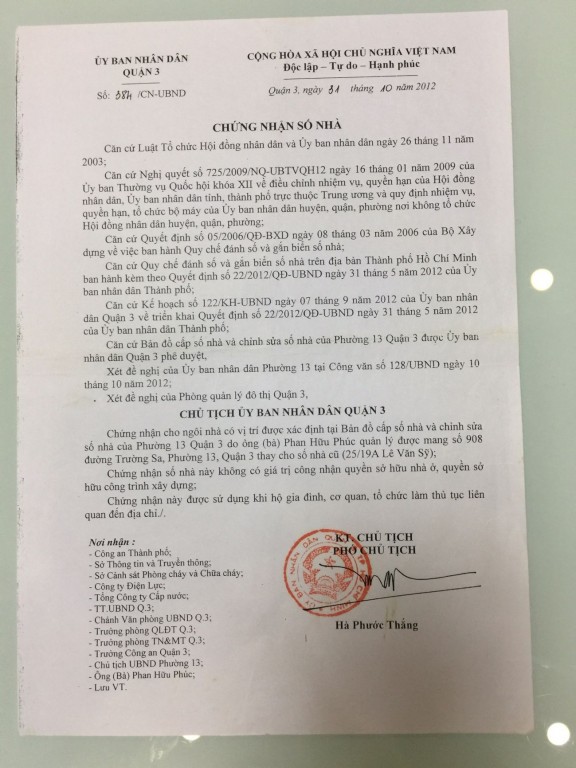 ỦY BAN NHÂN DÂN
QUẬN 3
Số: 384 /CN-UBND
CỘNG HÒA XÃ HỘI CHỦ NGHĨA VIỆT NAM
Độc lập – Tự do – Hạnh phúc
Quận 3, ngày 31 tháng 10 năm 2012
CHỨNG NHẬN SỐ NHÀ
Căn cứ Luật Tổ chức Hội đồng nhân dân và Ủy ban nhân dân ngày 26 tháng 11 năm
2003;
Căn cứ Nghị quyết số 725/2009/NQ-UBTVQH12 ngày 16 tháng 01 năm 2009 của
Ủy ban Thường vụ Quốc hội khóa XII về điều chỉnh nhiệm vụ, quyền hạn của Hội đồng
nhân dân, Ủy ban nhân dân tỉnh, thành phố trực thuộc Trung ương và quy định nhiệm vụ,
quyền hạn, tổ chức bộ máy của Ủy ban nhân dân huyện, quận, phường nơi không tổ chức
Hội đồng nhân dân huyện, quận, phường;
Căn cứ Quyết định số 05/2006/QĐ-BXD ngày 08 tháng 03 năm 2006 của Bộ Xây
dựng về việc ban hành Quy chế đánh số và gắn biển số nhà;
Căn cứ Quy chế đánh số và gắn biển số nhà trên địa bàn Thành phố Hồ Chí Minh
ban hành kèm theo Quyết định số 22/2012/QĐ-UBND ngày 31 tháng 5 năm 2012 của Ủy
ban nhân dân Thành phố;
Căn cứ Kế hoạch số 122/KH-UBND ngày 07 tháng 9 năm 2012 của Ủy ban nhân
dân Quận 3 về triển khai Quyết định số 22/2012/QĐ-UBND ngày 31 tháng 5 năm 2012
của Ủy ban nhân dân Thành phố;
Căn cứ Bản đồ cấp số nhà và chỉnh sửa số nhà của Phường 13 Quận 3 được Ủy ban
nhân dân Quận 3 phê duyệt,
Xét đề nghị của Ủy ban nhân dân Phường 13 tại Công văn số 128/UBND ngày 10
tháng 10 năm 2012;
Xét đề nghị của Phòng quản lý đô thị Quận 3,
CHỦ TỊCH ỦY BAN NHÂN DÂN QUẬN 3
Chứng nhận cho ngôi nhà có vị trí được xác định tại Bản đồ cấp số nhà và chỉnh sửa
số nhà của Phường 13 Quận 3 do ông (bà) Phan Hữu Phúc quản lý được mang số 908
đường Trường Sa, Phường 13, Quận 3 thay cho số nhà cũ (25/19A Lê Văn Sỹ);
Chứng nhận số nhà này không có giá trị công nhận quyền sở hữu nhà ở, quyền sở
hữu công trình xây dựng;
Chứng nhận này được sử dụng khi hộ gia đình, cơ quan, tổ chức làm thủ tục liên
quan đến địa chỉ./.
Nơi nhận :
- Công an Thành phố;
- Sở Thông tin và Truyền thông;
- Sở Cảnh sát Phòng cháy và Chữa cháy;
- Công ty Điện Lực;
- Tổng Công ty Cấp nước;
- TT.UBND Q.3;
- Chánh Văn phòng UBND Q.3;
- Trưởng phòng QLĐT Q.3;
- Trưởng phòng TN&MT Q.3;
- Trưởng Công an Quận 3;
- Chủ tịch UBND Phường 13;
- Ông (Bà) Phan Hữu Phúc;
- Lưu VT.
KT. CHỦ TỊCH
PHÓ CHỦ TỊCH
Hà Phước Thắng